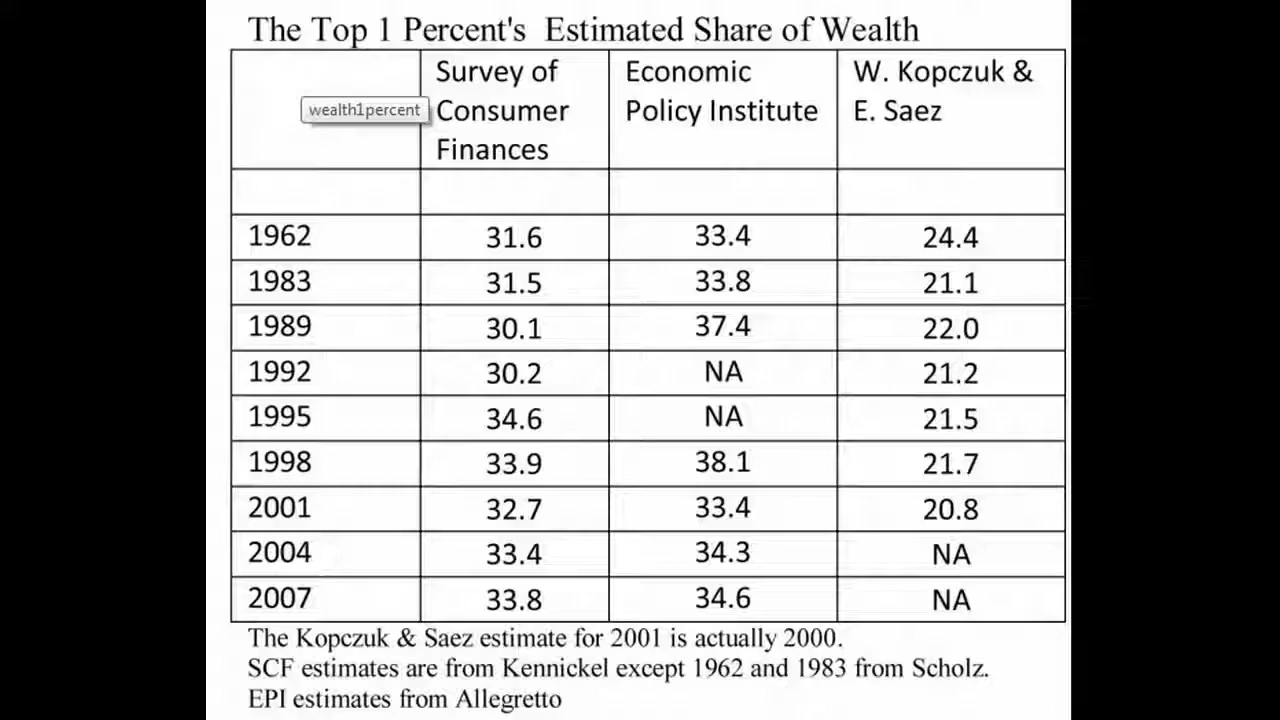 The Top 1 Percent's Estimated Share of Wealth
Survey of Consumer Finances Economic Policy Institute W. Kopczuk & E. Saez
wealth1percent
1962 31.6 33.4 24.4
1983 31.5 33.8 21.1
1989 30.1 37.4 22.0
1992 30.2 NA 21.2
1995 34.6 NA 21.5
1998 33.9 38.1 21.7
2001 32.7 33.4 20.8
2004 33.4 34.3 NA
2007 33.8 34.6 NA
The Kopczuk & Saez estimate for 2001 is actually 2000.
SCF estimates are from Kennickel except 1962 and 1983 from Scholz.
EPI estimates from Allegretto